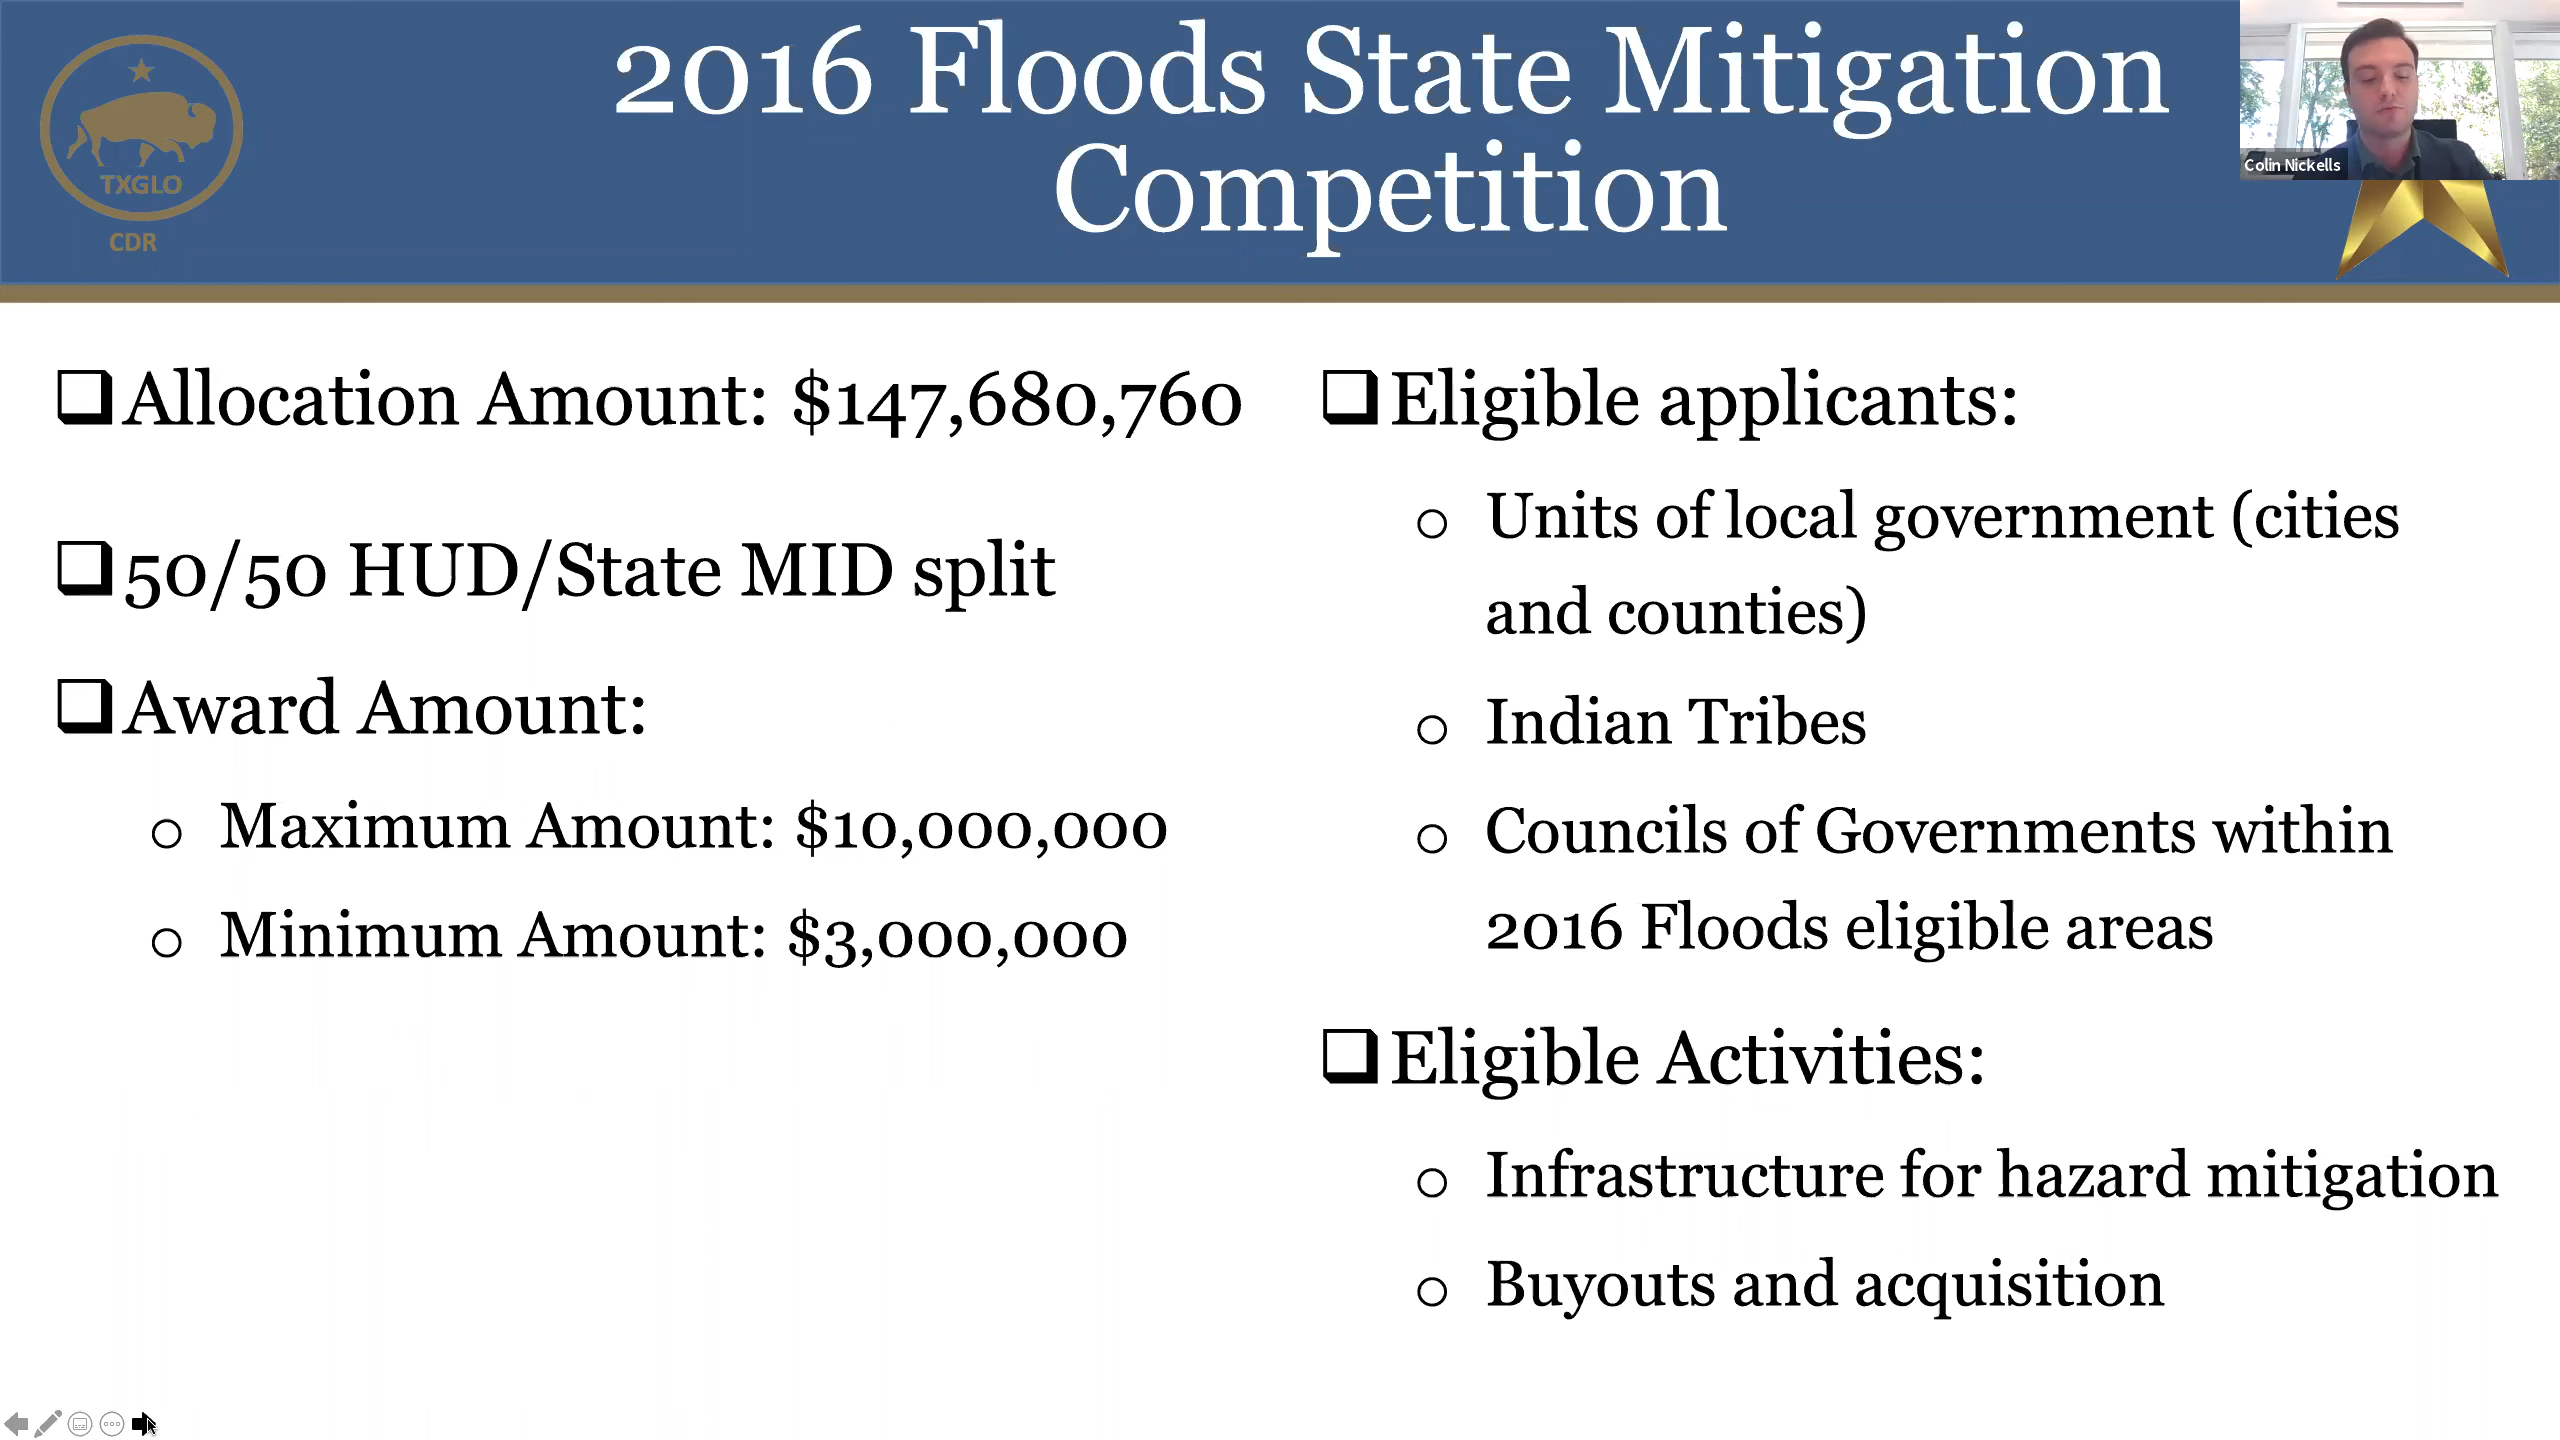 2016 Floods State Mitigation
Competition
TXGLO
CDR
Colin Nickells
Allocation Amount: $147,680,760
50/50 HUD/State MID split
Award Amount:
Maximum Amount: $10,000,000
Minimum Amount: $3,000,000
Eligible applicants:
Units of local government (cities
and counties)
Indian Tribes
Councils of Governments within
2016 Floods eligible areas
Eligible Activities:
Infrastructure for hazard mitigation
Buyouts and acquisition